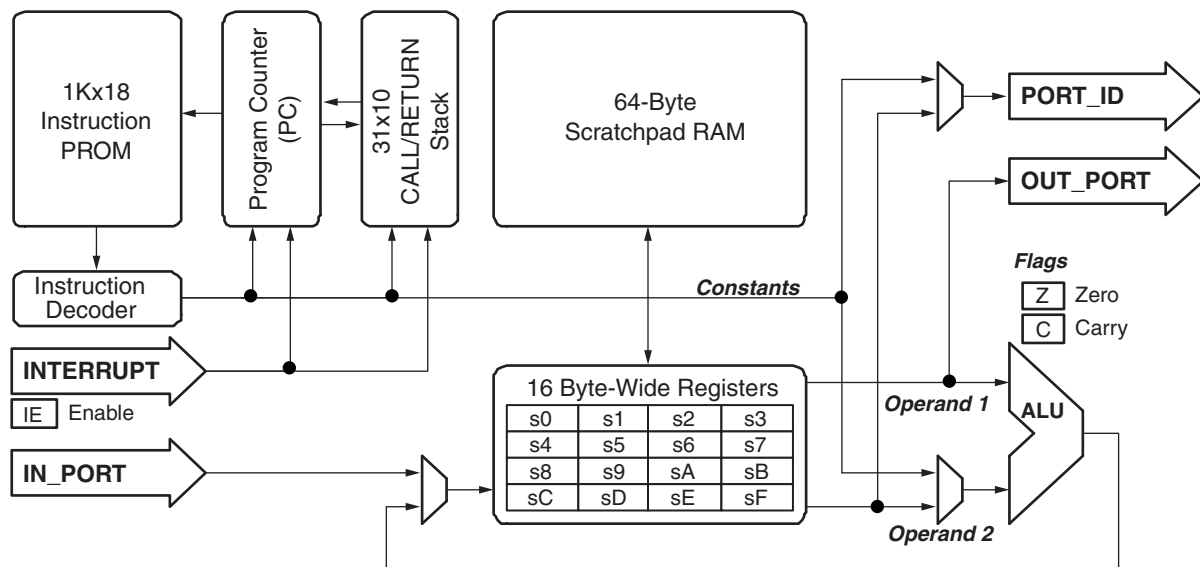 1Kx18
Instruction
PROM
Program Counter
(PC)
31x10
CALL/RETURN
Stack
64-Byte
Scratchpad RAM
PORT_ID
OUT_PORT
Instruction
Decoder
Constants
Flags
Z Zero
C Carry
INTERRUPT
IE Enable
IN_PORT
16 Byte-Wide Registers
s0 s1 s2 s3
s4 s5 s6 s7
s8 s9 sA sB
sC sD sE sF
Operand 1
ALU
Operand 2